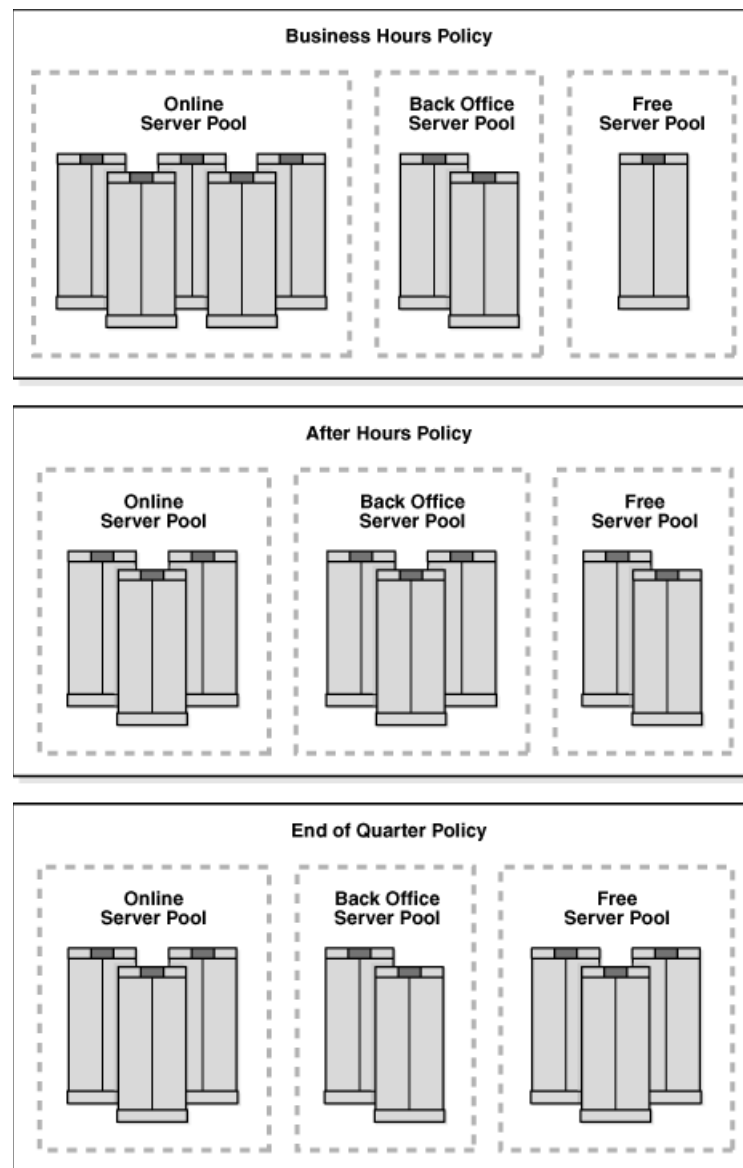 Business Hours Policy
Online
Server Pool
Back Office
Server Pool
Free
Server Pool
After Hours Policy
Online
Server Pool
Back Office
Server Pool
Free
Server Pool
End of Quarter Policy
Online
Server Pool
Back Office
Server Pool
Free
Server Pool